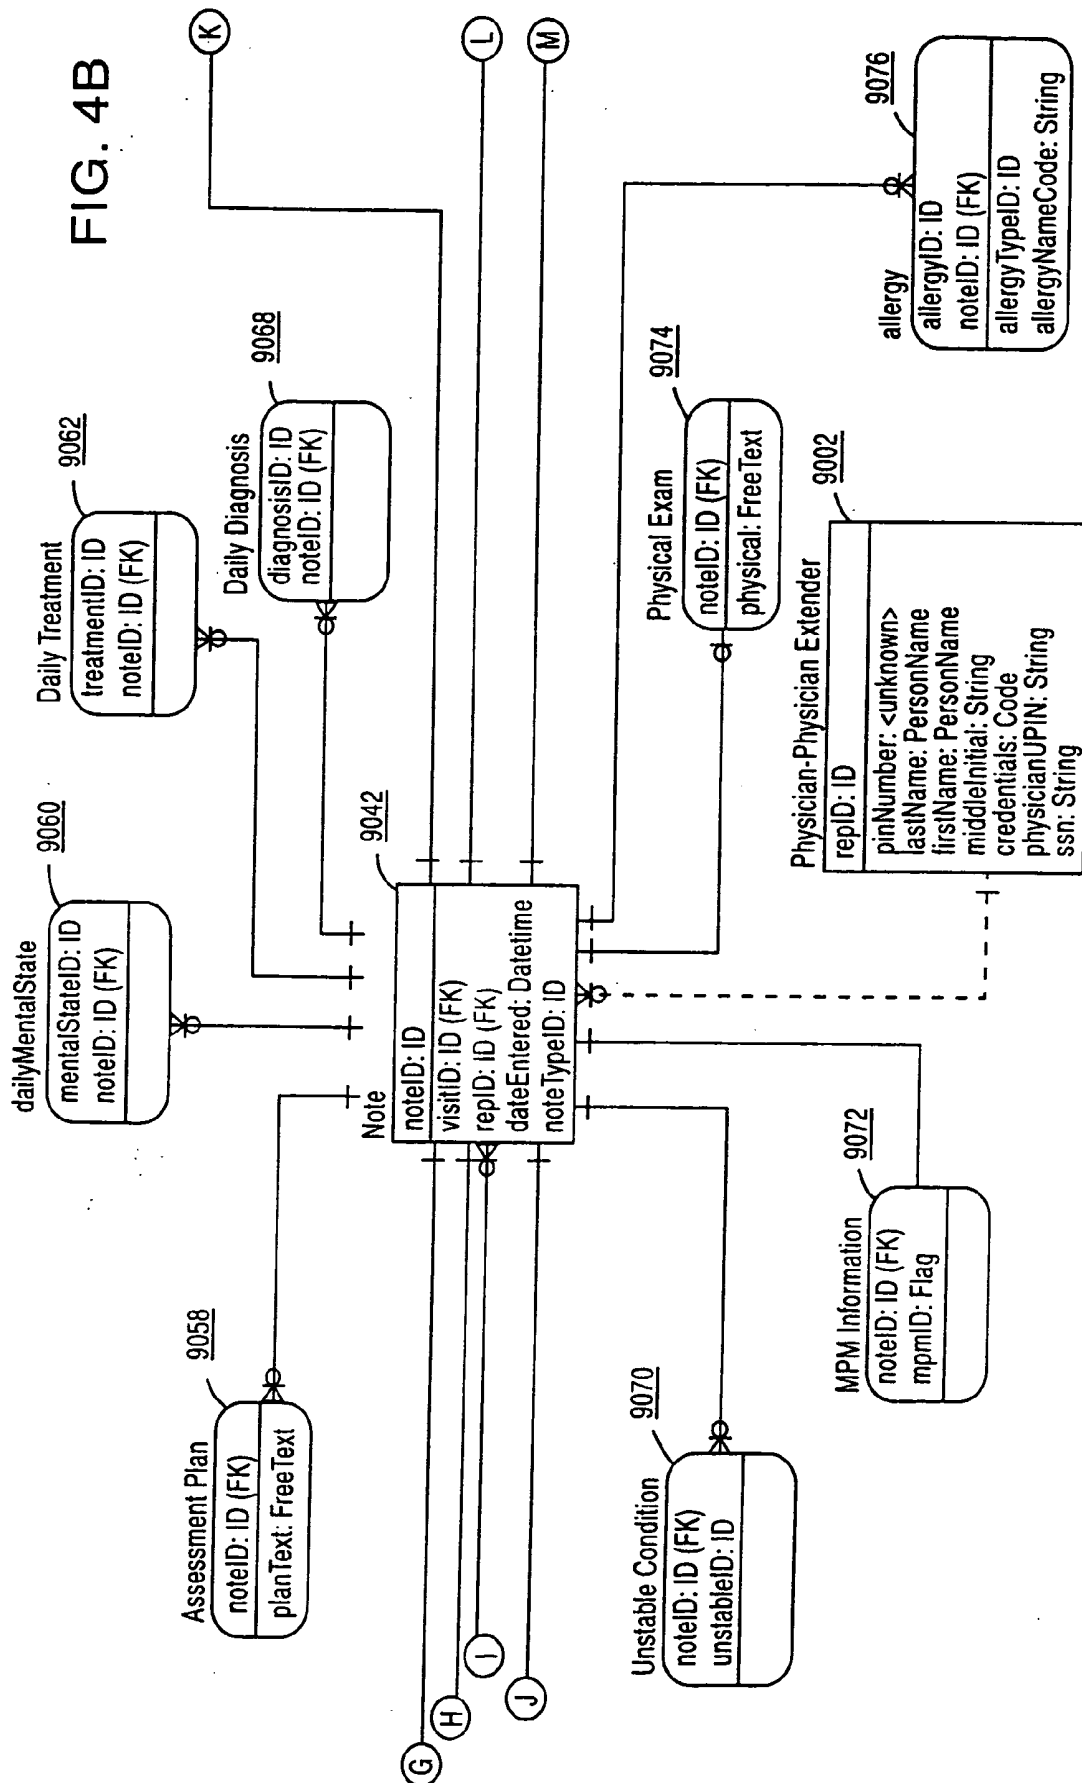 FIG. 4B
Assessment Plan
9058
noteID: ID (FK)
planText: FreeText
dailyMentalState
9060
mentalStateID: ID
noteID: ID (FK)
Daily Treatment
9062
treatmentID: ID
noteID: ID (FK)
Daily Diagnosis
9068
diagnosisID: ID
noteID: ID (FK)
K
L
M
G
H
I
J
Note
9042
noteID: ID
visitID: ID (FK)
repID: ID (FK)
dateEntered: Datetime
noteTypeID: ID
Unstable Condition
9070
noteID: ID (FK)
unstableID: ID
MPM Information
9072
noteID: ID (FK)
mpmID: Flag
Physical Exam
9074
noteID: ID (FK)
physical: FreeText
Physician-Physician Extender
9002
repID: ID
pinNumber: <unknown>
lastName: PersonName
firstName: PersonName
middleInitial: String
credentials: Code
physicianUPIN: String
ssn: String
allergy
9076
allergyID: ID
noteID: ID (FK)
allergyTypeID: ID
allergyNameCode: String